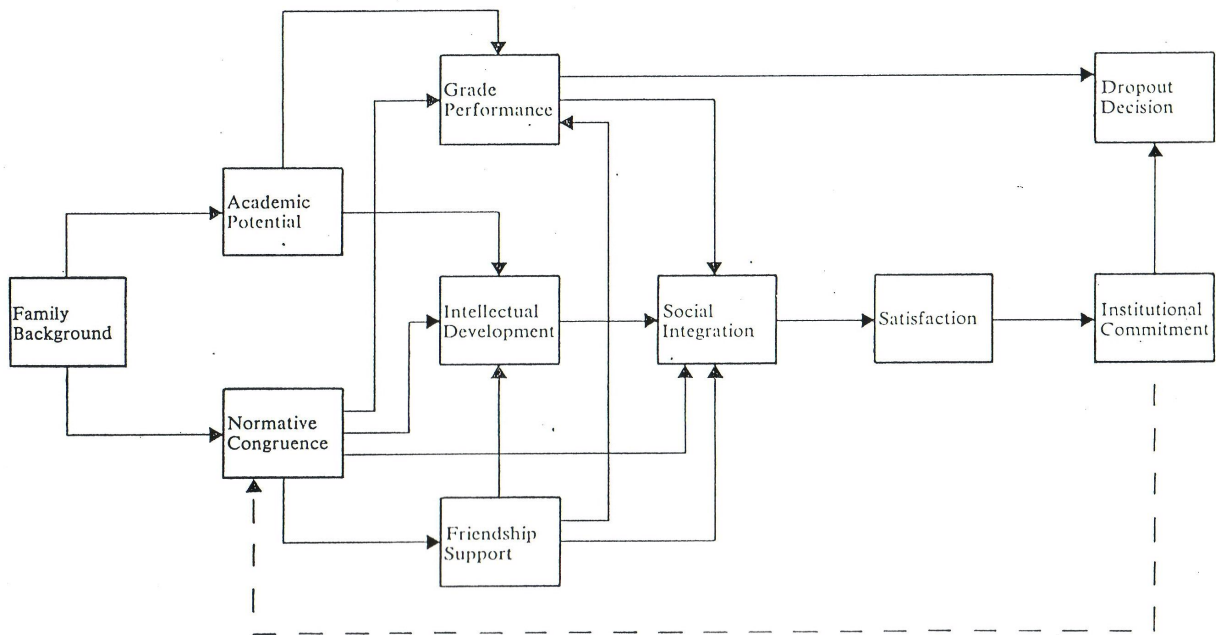 Grade
Performance
Dropout
Decision
Academic
Potential
Family
Background
Intellectual
Development
Social
Integration
Satisfaction
Institutional
Commitment
Normative
Congruence
Friendship
Support